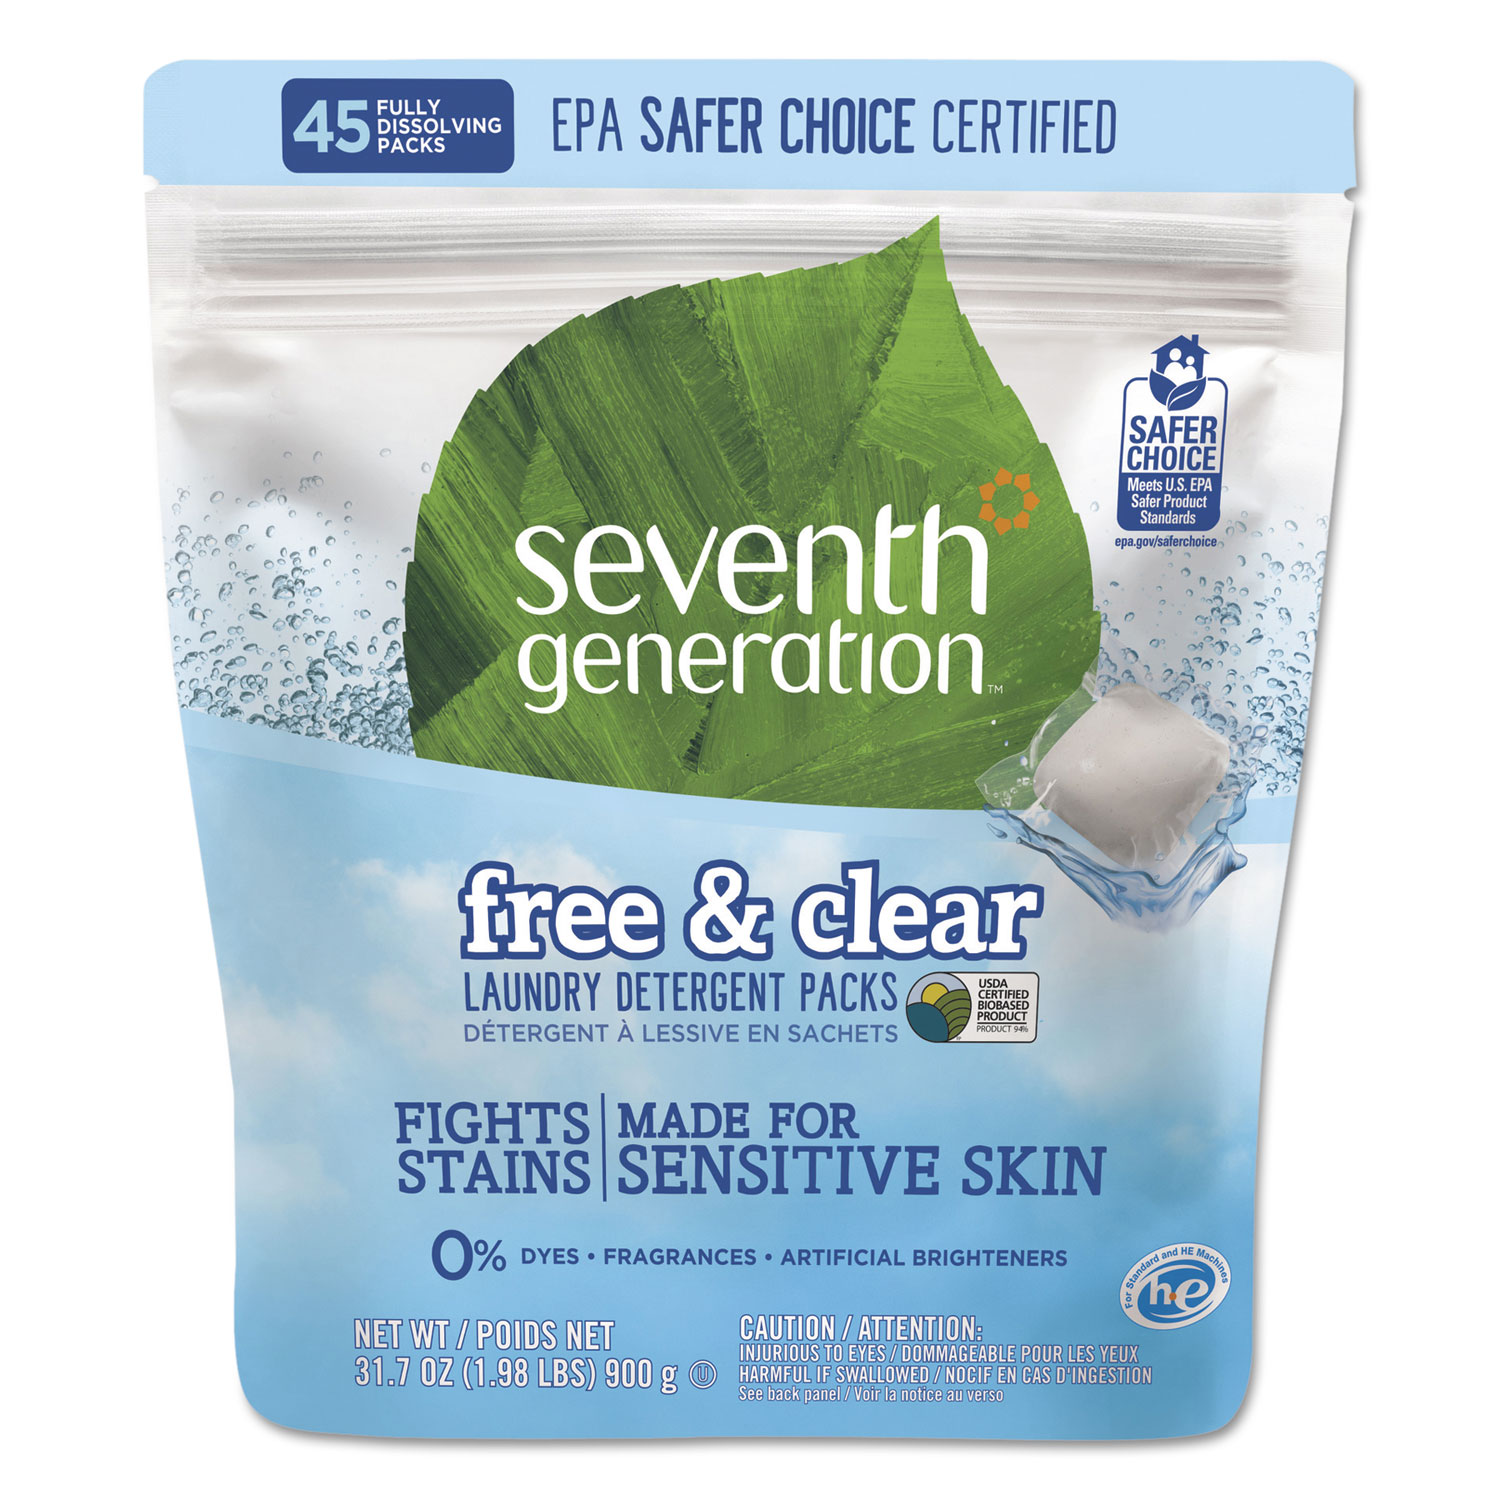 45 FULLY DISSOLVING PACKS
EPA SAFER CHOICE CERTIFIED
SAFER
CHOICE
Meets U.S. EPA
Safer Product
Standards
epa.gov/saferchoice
seventh
generation™
free & clear
LAUNDRY DETERGENT PACKS
DÉTERGENT À LESSIVE EN SACHETS
USDA
CERTIFIED
BIOBASED
PRODUCT
PRODUCT 94%
FIGHTS
STAINS
MADE FOR
SENSITIVE SKIN
0% DYES • FRAGRANCES • ARTIFICIAL BRIGHTENERS
For Standard and HE Machines
he
NET WT / POIDS NET
31.7 OZ (1.98 LBS) 900 g U
CAUTION / ATTENTION:
INJURIOUS TO EYES / DOMMAGEABLE POUR LES YEUX
HARMFUL IF SWALLOWED / NOCIF EN CAS D'INGESTION
See back panel / Voir la notice au verso